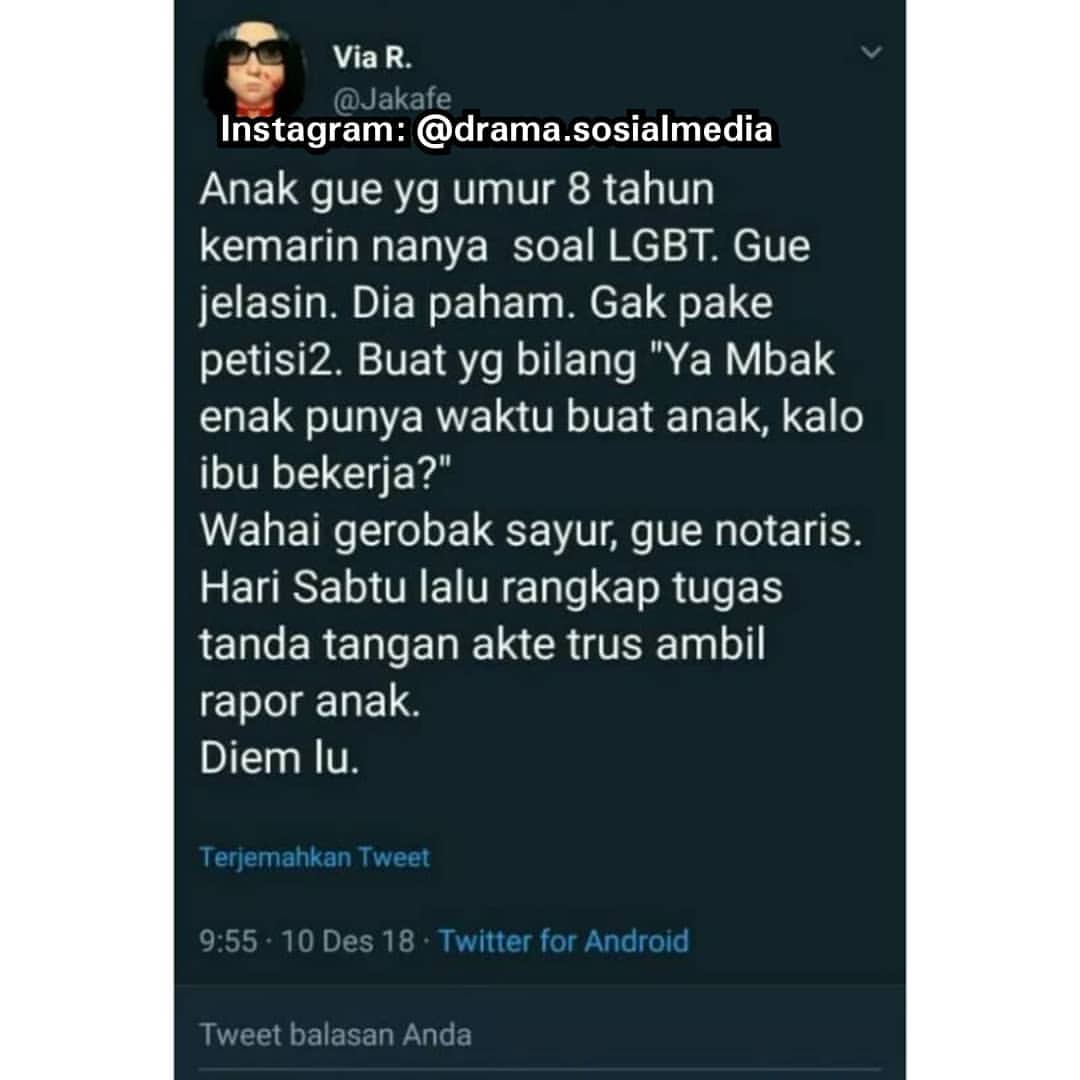 Via R.
@Jakafe
Instagram: @drama.sosialmedia
Anak gue yg umur 8 tahun
kemarin nanya  soal LGBT. Gue
jelasin. Dia paham. Gak pake
petisi2. Buat yg bilang "Ya Mbak
enak punya waktu buat anak, kalo
ibu bekerja?"
Wahai gerobak sayur, gue notaris.
Hari Sabtu lalu rangkap tugas
tanda tangan akte trus ambil
rapor anak.
Diem lu.
Terjemahkan Tweet
9:55 · 10 Des 18 · Twitter for Android
Tweet balasan Anda